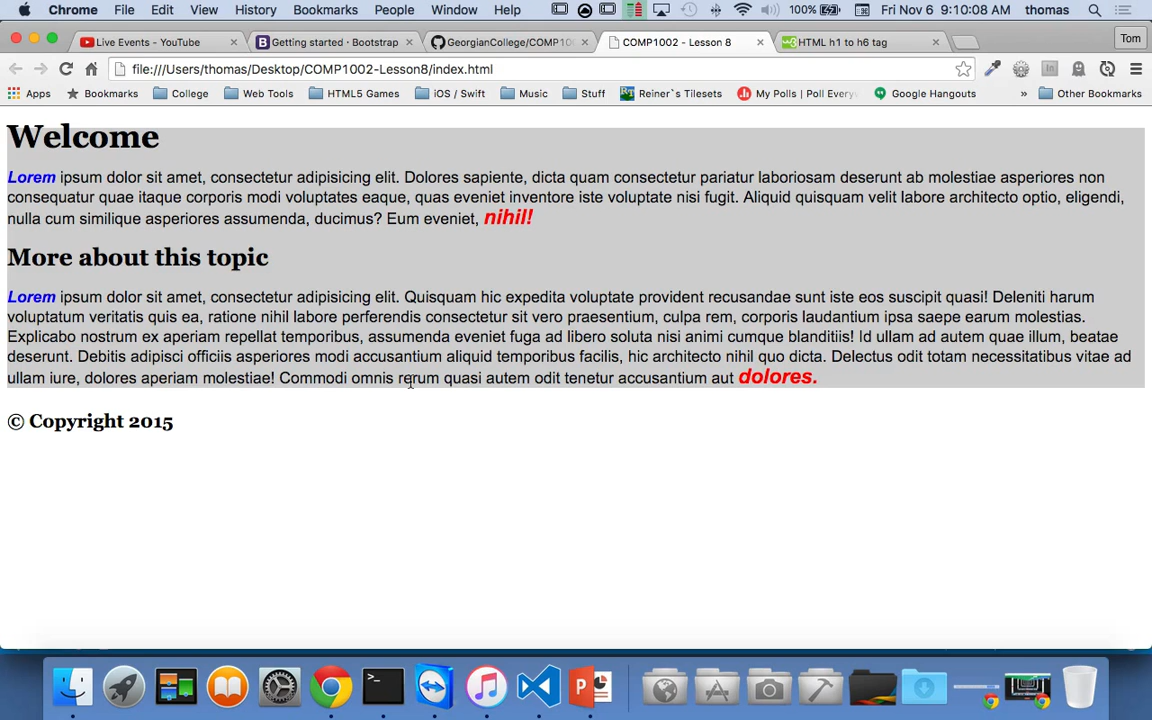 Chrome File Edit View History Bookmarks People Window Help 100% Fri Nov 6 9:10:08 AM thomas
Live Events - YouTube Getting started · Bootstrap GeorgianCollege/COMP10 COMP1002 - Lesson 8 HTML h1 to h6 tag Tom
file:///Users/thomas/Desktop/COMP1002-Lesson8/index.html
Apps Bookmarks College Web Tools HTML5 Games iOS / Swift Music Stuff Reiner`s Tilesets My Polls | Poll Every Google Hangouts » Other Bookmarks
Welcome
Lorem ipsum dolor sit amet, consectetur adipisicing elit. Dolores sapiente, dicta quam consectetur pariatur laboriosam deserunt ab molestiae asperiores non
consequatur quae itaque corporis modi voluptates eaque, quas eveniet inventore iste voluptate nisi fugit. Aliquid quisquam velit labore architecto optio, eligendi,
nulla cum similique asperiores assumenda, ducimus? Eum eveniet, nihil!
More about this topic
Lorem ipsum dolor sit amet, consectetur adipisicing elit. Quisquam hic expedita voluptate provident recusandae sunt iste eos suscipit quasi! Deleniti harum
voluptatum veritatis quis ea, ratione nihil labore perferendis consectetur sit vero praesentium, culpa rem, corporis laudantium ipsa saepe earum molestias.
Explicabo nostrum ex aperiam repellat temporibus, assumenda eveniet fuga ad libero soluta nisi animi cumque blanditiis! Id ullam ad autem quae illum, beatae
deserunt. Debitis adipisci officiis asperiores modi accusantium aliquid temporibus facilis, hic architecto nihil quo dicta. Delectus odit totam necessitatibus vitae ad
ullam iure, dolores aperiam molestiae! Commodi omnis rerum quasi autem odit tenetur accusantium aut dolores.
© Copyright 2015